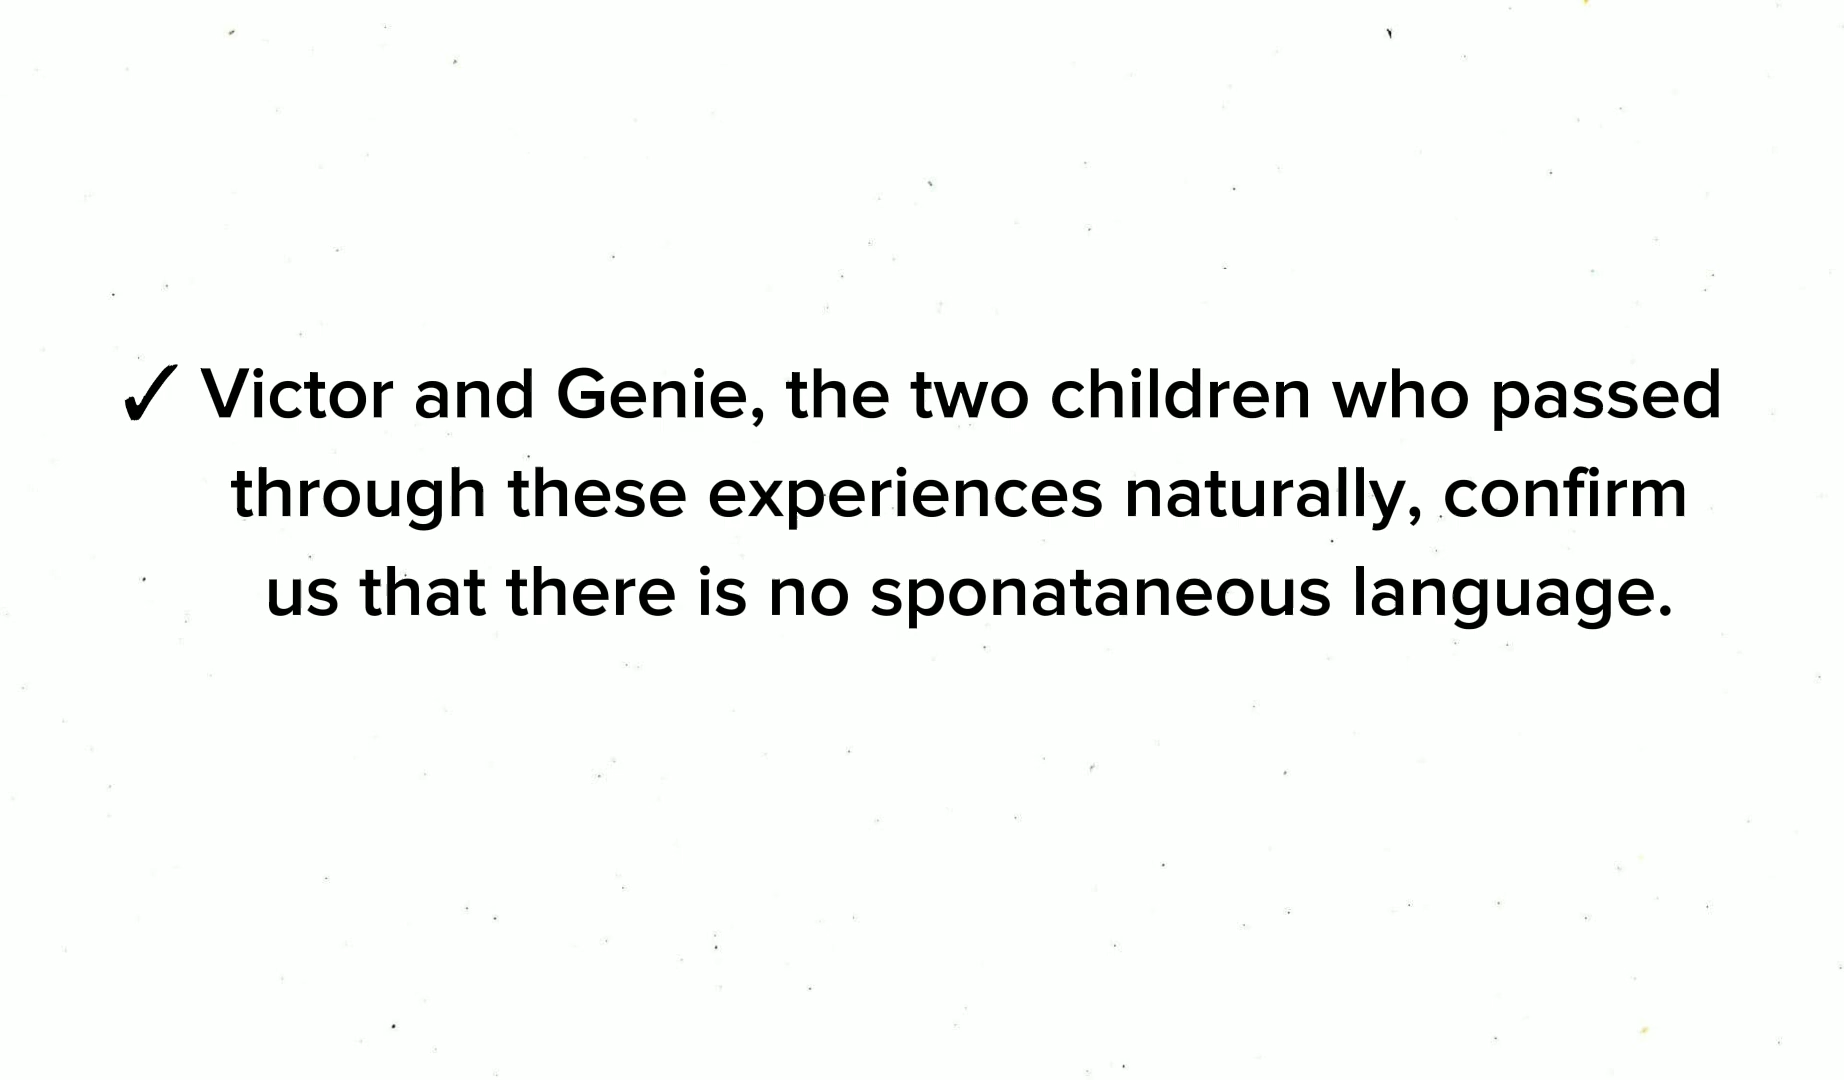 ✓ Victor and Genie, the two children who passed
through these experiences naturally, confirm
us that there is no sponataneous language.